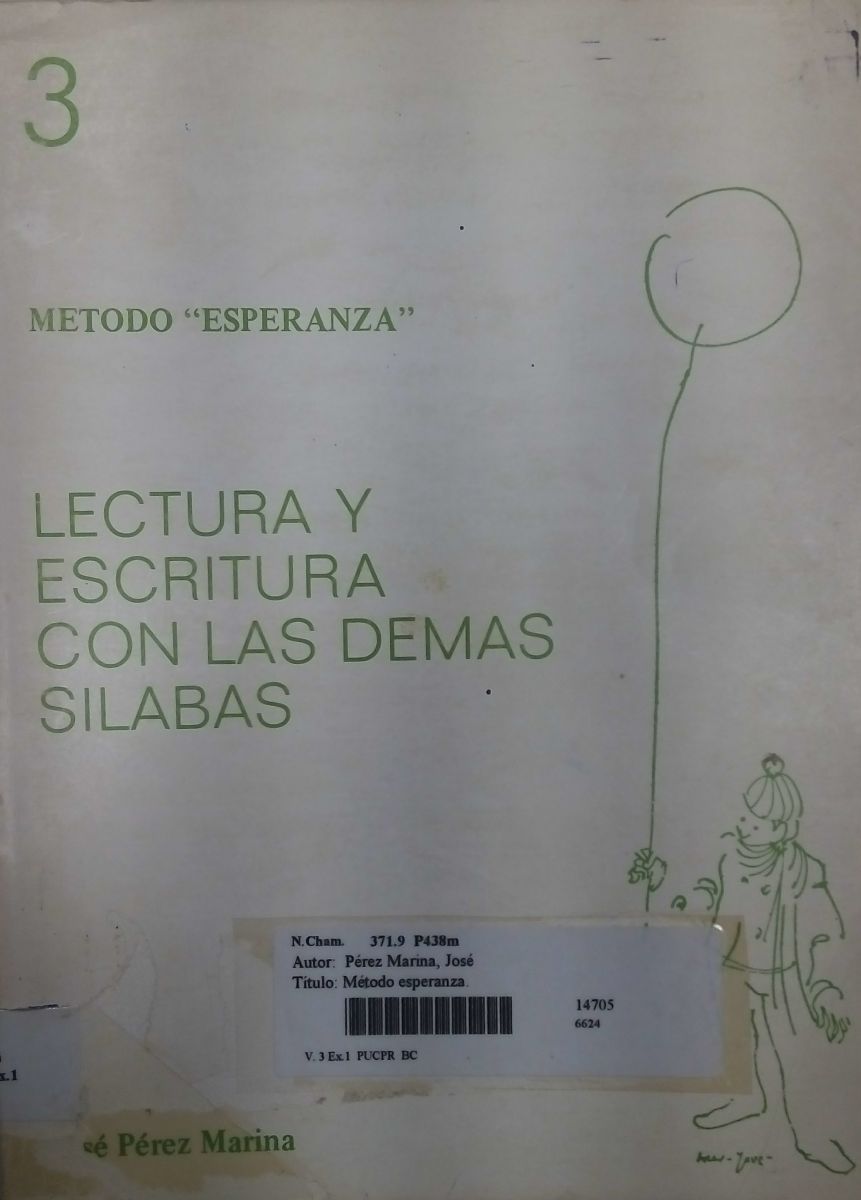 3
METODO “ESPERANZA”
LECTURA Y
ESCRITURA
CON LAS DEMAS
SILABAS
N.Cham. 371.9 P438m
Autor: Pérez Marina, José
Título: Método esperanza.
14705
6624
V. 3 Ex.1 PUCPR BC
x.1
sé Pérez Marina